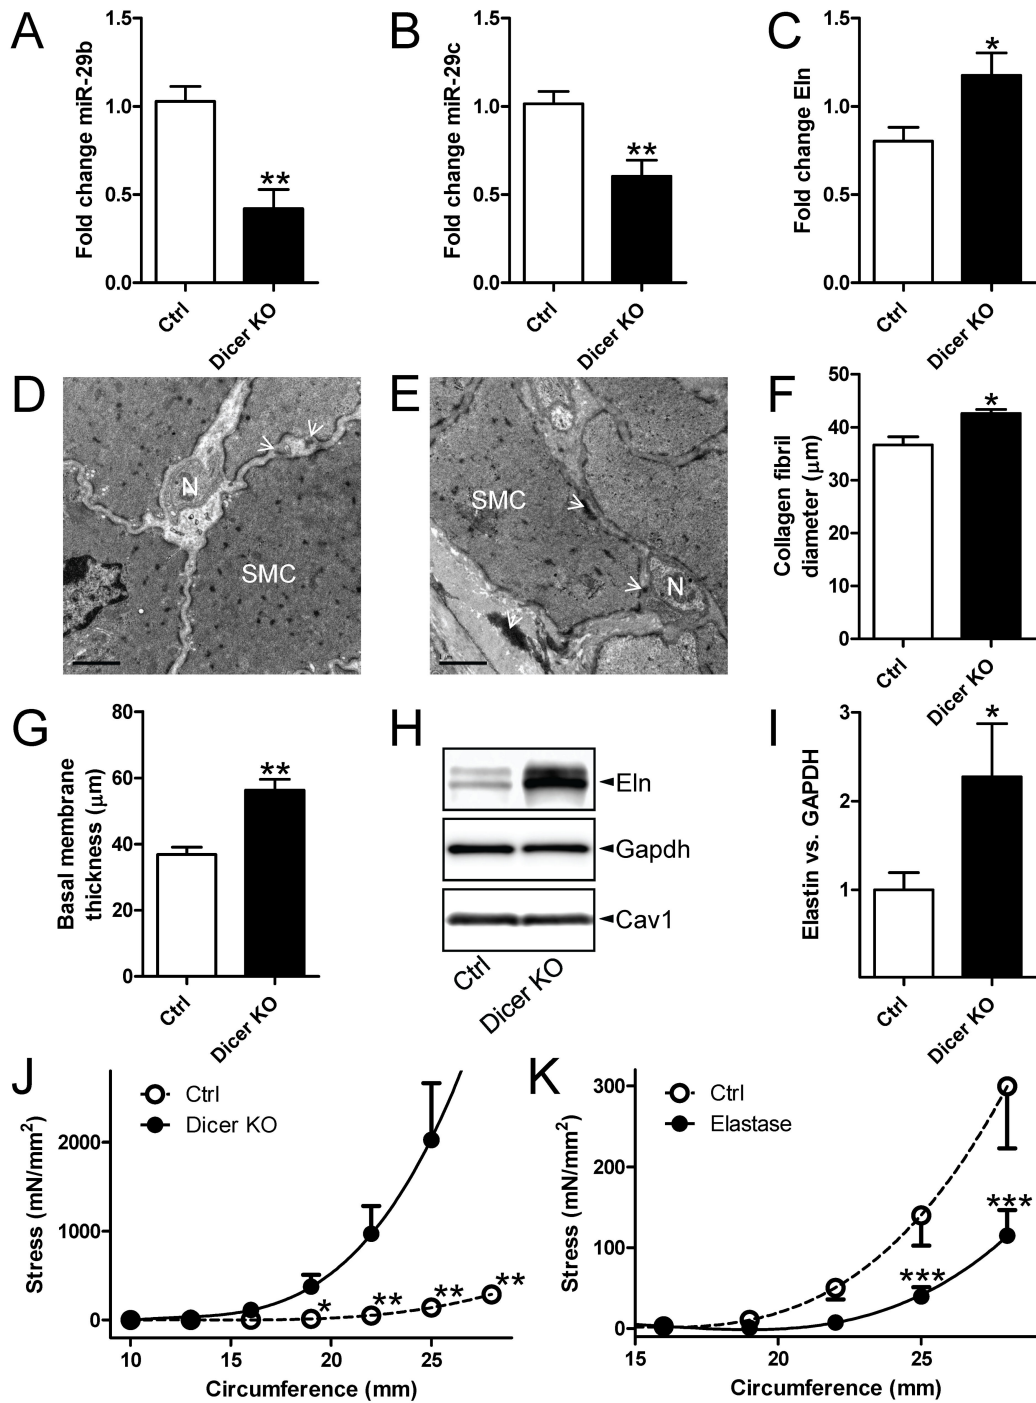 A
Fold change miR-29b
1.5
1.0
0.5
0.0
**
Ctrl
Dicer KO
B
Fold change miR-29c
1.5
1.0
0.5
0.0
**
Ctrl
Dicer KO
C
Fold change Eln
1.5
1.0
0.5
0.0
*
Ctrl
Dicer KO
D
N
SMC
E
SMC
N
F
Collagen fibril
diameter (μm)
50
40
30
20
10
0
*
Ctrl
Dicer KO
G
Basal membrane
thickness (μm)
80
60
40
20
0
**
Ctrl
Dicer KO
H
Eln
Gapdh
Cav1
Ctrl
Dicer KO
I
Elastin vs. GAPDH
3
2
1
*
Ctrl
Dicer KO
J
Ctrl
Dicer KO
Stress (mN/mm²)
2000
1000
0
*
**
**
**
10
15
20
25
Circumference (mm)
K
Ctrl
Elastase
Stress (mN/mm²)
300
200
100
0
***
***
15
20
25
Circumference (mm)